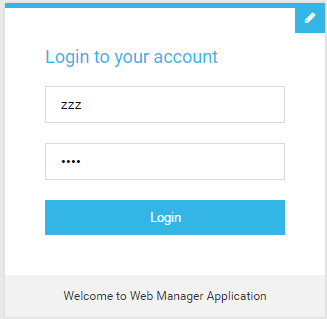 Login to your account
zzz
••••
Login
Welcome to Web Manager Application